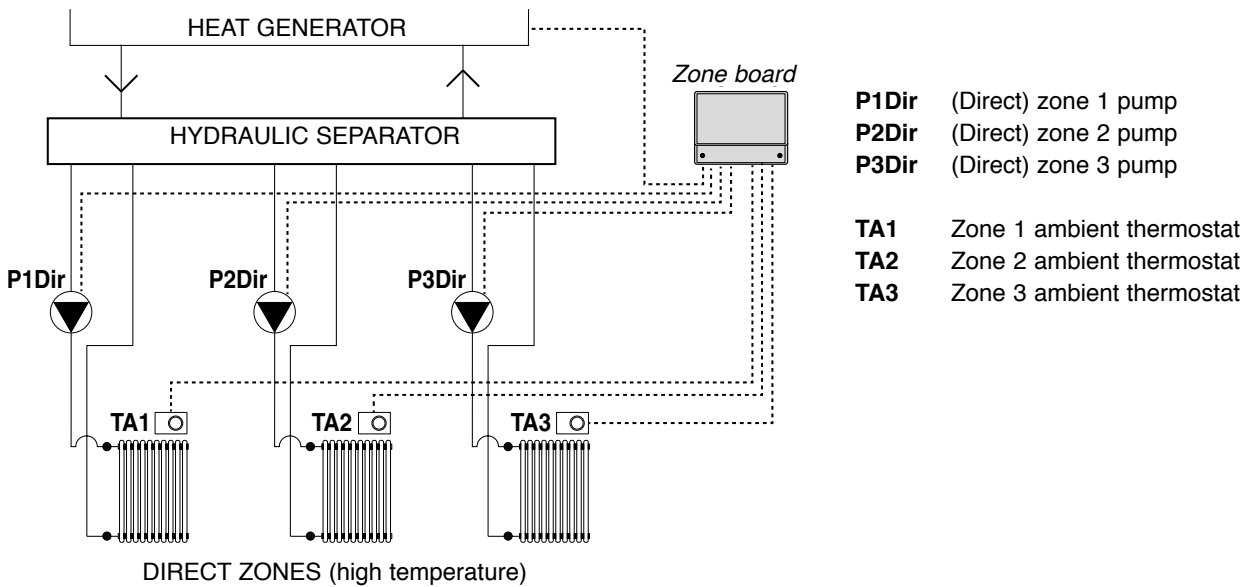 HEAT GENERATOR
Zone board
HYDRAULIC SEPARATOR
P1Dir (Direct) zone 1 pump
P2Dir (Direct) zone 2 pump
P3Dir (Direct) zone 3 pump
TA1 Zone 1 ambient thermostat
TA2 Zone 2 ambient thermostat
TA3 Zone 3 ambient thermostat
P1Dir P2Dir P3Dir
TA1 TA2 TA3
DIRECT ZONES (high temperature)